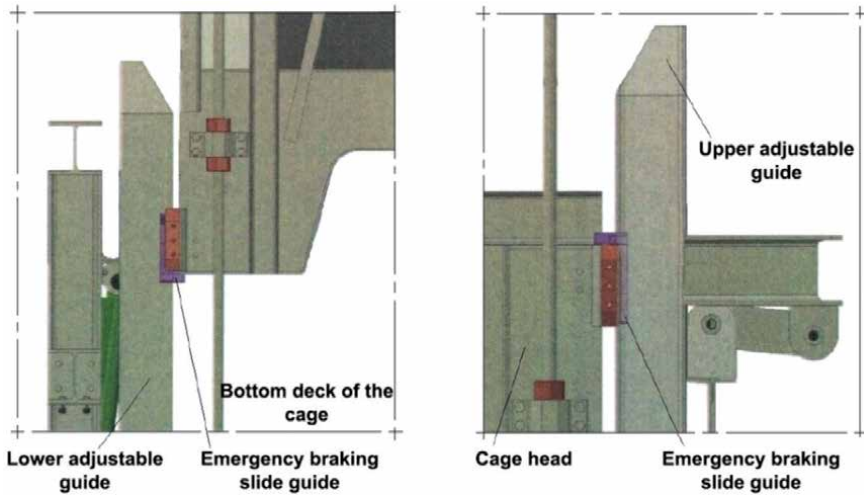 Upper adjustable
guide
Bottom deck of the
cage
Lower adjustable
guide
Emergency braking
slide guide
Cage head
Emergency braking
slide guide